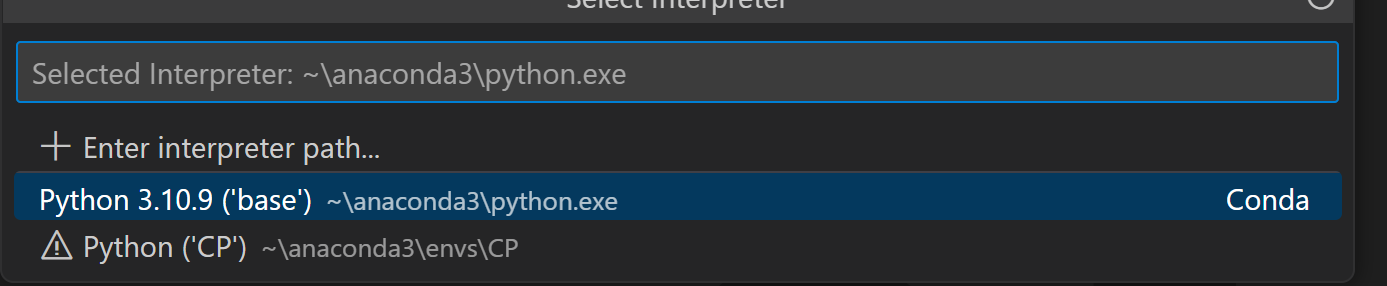 Select Interpreter
Selected Interpreter: ~\anaconda3\python.exe
Enter interpreter path...
Python 3.10.9 ('base') ~\anaconda3\python.exe Conda
Python ('CP') ~\anaconda3\envs\CP